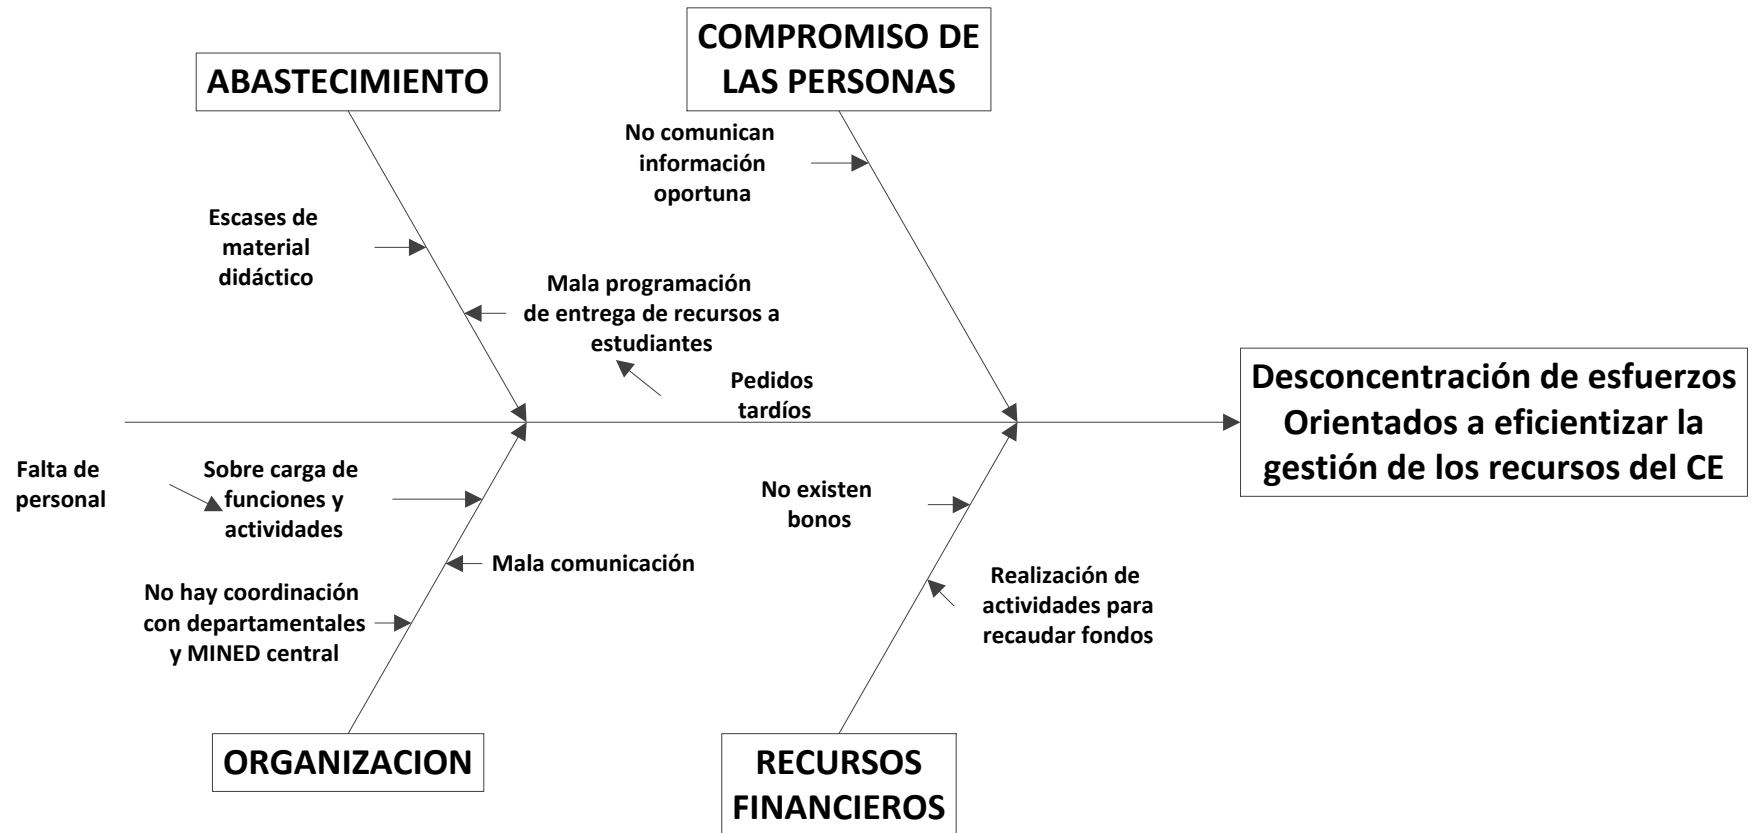 COMPROMISO DE
LAS PERSONAS
ABASTECIMIENTO
No comunican
información
oportuna
Escases de
material
didáctico
Mala programación
de entrega de recursos a
estudiantes
Pedidos
tardíos
Desconcentración de esfuerzos
Orientados a eficientizar la
gestión de los recursos del CE
Falta de
personal
Sobre carga de
funciones y
actividades
No existen
bonos
Mala comunicación
No hay coordinación
con departamentales
y MINED central
Realización de
actividades para
recaudar fondos
ORGANIZACION
RECURSOS
FINANCIEROS